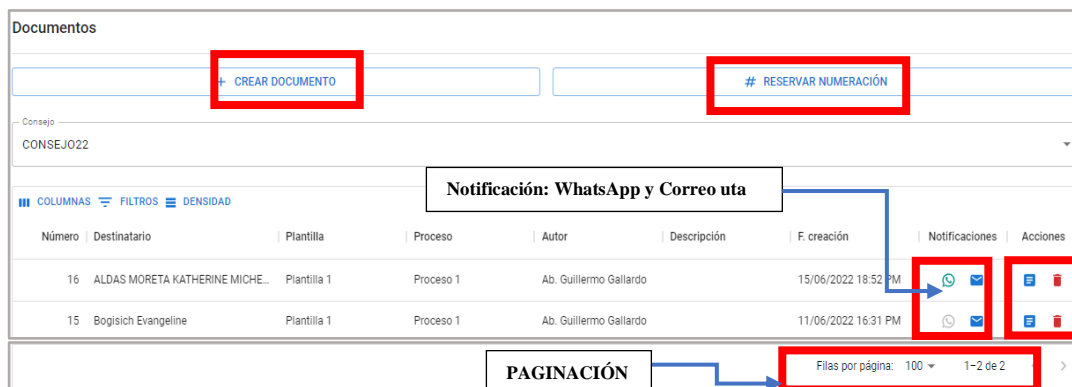 Documentos
+ CREAR DOCUMENTO
# RESERVAR NUMERACIÓN
Consejo
CONSEJO22
Notificación: WhatsApp y Correo uta
COLUMNAS FILTROS DENSIDAD
Número Destinatario Plantilla Proceso Autor Descripción F. creación Notificaciones Acciones
16 ALDAS MORETA KATHERINE MICHE... Plantilla 1 Proceso 1 Ab. Guillermo Gallardo 15/06/2022 18:52 PM
15 Bogisich Evangeline Plantilla 1 Proceso 1 Ab. Guillermo Gallardo 11/06/2022 16:31 PM
Filas por página: 100 1–2 de 2
PAGINACIÓN